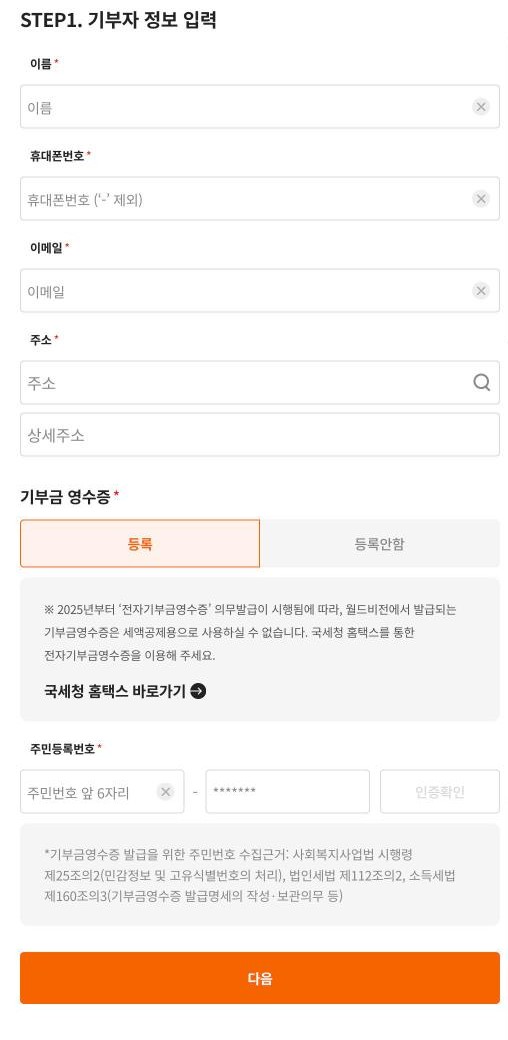 STEP1. 기부자 정보 입력
이름 *
이름
휴대폰번호 *
휴대폰번호 (‘-’ 제외)
이메일 *
이메일
주소 *
주소
상세주소
기부금 영수증 *
등록
등록안함
※ 2025년부터 ‘전자기부금영수증’ 의무발급이 시행됨에 따라, 월드비전에서 발급되는
기부금영수증은 세액공제용으로 사용하실 수 없습니다. 국세청 홈택스를 통한
전자기부금영수증을 이용해 주세요.
국세청 홈택스 바로가기
주민등록번호 *
주민번호 앞 6자리 - ******* 인증확인
*기부금영수증 발급을 위한 주민번호 수집근거: 사회복지사업법 시행령
제25조의2(민감정보 및 고유식별번호의 처리), 법인세법 제112조의2, 소득세법
제160조의3(기부금영수증 발급명세의 작성·보관의무 등)
다음